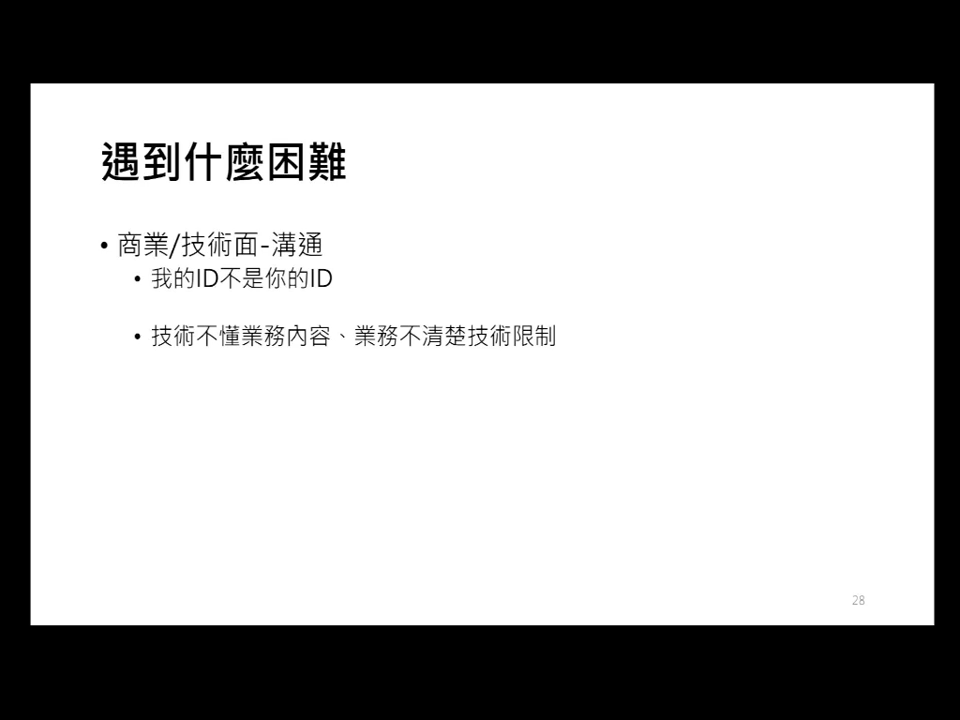 遇到什麼困難
• 商業/技術面-溝通
• 我的ID不是你的ID
• 技術不懂業務內容、業務不清楚技術限制
28